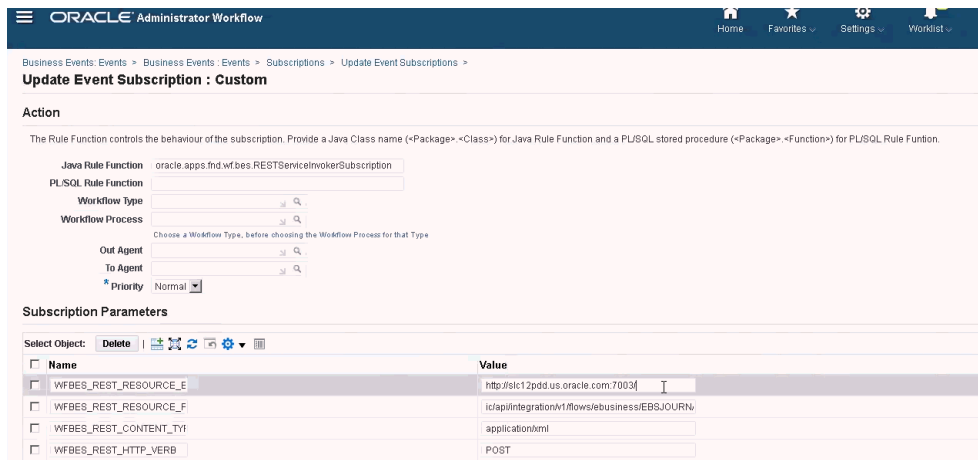 ORACLE® Administrator Workflow
Home Favorites Settings Worklist
Business Events: Events > Business Events : Events > Subscriptions > Update Event Subscriptions >
Update Event Subscription : Custom
Action
The Rule Function controls the behaviour of the subscription. Provide a Java Class name (<Package>.<Class>) for Java Rule Function and a PL/SQL stored procedure (<Package>.<Function>) for PL/SQL Rule Funtion.
Java Rule Function oracle.apps.fnd.wf.bes.RESTServiceInvokerSubscription
PL/SQL Rule Function
Workflow Type
Workflow Process
Choose a Workflow Type, before choosing the Workflow Process for that Type
Out Agent
To Agent
* Priority Normal
Subscription Parameters
Select Object: Delete |
Name Value
WFBES_REST_RESOURCE_E http://slc12pdd.us.oracle.com:7003/
WFBES_REST_RESOURCE_F ic/api/integration/v1/flows/ebusiness/EBSJOURNA
WFBES_REST_CONTENT_TYF application/xml
WFBES_REST_HTTP_VERB POST